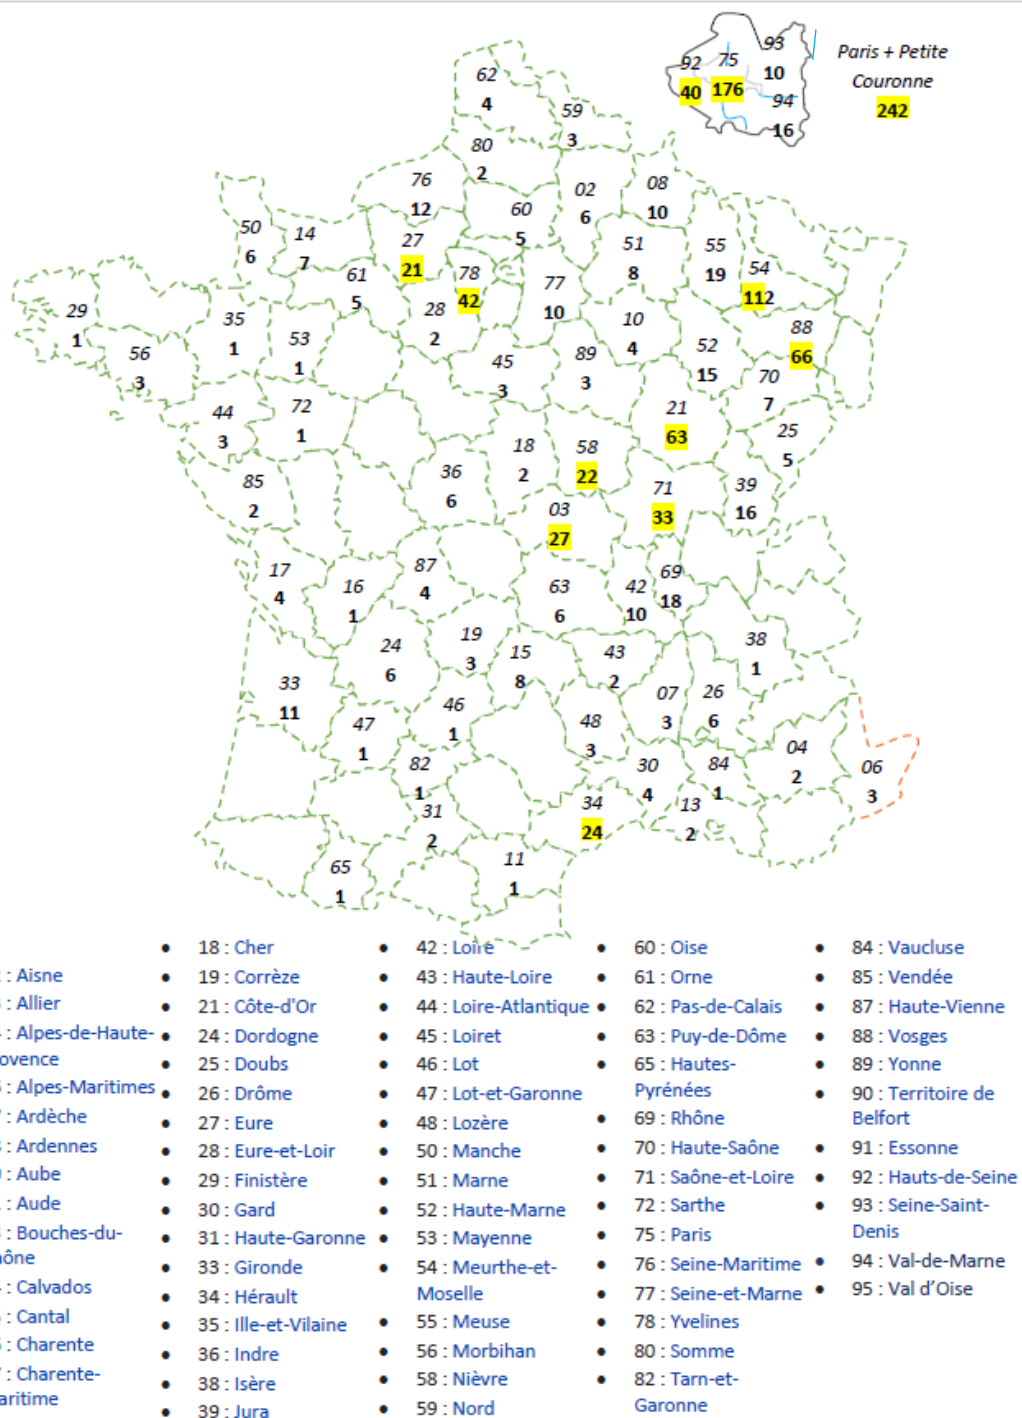 93
92 75
10
40 176
94
16
Paris + Petite
Couronne
242
62
4
59
3
80
2
76
12
02
6
08
10
60
5
50
6
14
7
27
21
51
8
55
19
54
112
61
5
78
42
77
10
28
2
29
1
35
1
53
1
10
4
88
66
56
3
45
3
89
3
52
15
70
7
44
3
72
1
21
63
25
5
18
2
58
22
36
6
85
2
71
33
39
16
03
27
17
4
16
1
87
4
63
6
42
10
69
18
24
6
19
3
15
8
43
2
38
1
33
11
46
1
07
3
26
6
47
1
48
3
04
2
82
1
30
4
84
1
06
3
31
2
34
24
13
2
65
1
11
1
: Aisne
: Allier
: Alpes-de-Haute-
ovence
: Alpes-Maritimes
: Ardèche
: Ardennes
: Aube
: Aude
: Bouches-du-
ône
: Calvados
: Cantal
: Charente
: Charente-
aritime
• 18 : Cher
• 19 : Corrèze
• 21 : Côte-d'Or
• 24 : Dordogne
• 25 : Doubs
• 26 : Drôme
• 27 : Eure
• 28 : Eure-et-Loir
• 29 : Finistère
• 30 : Gard
• 31 : Haute-Garonne
• 33 : Gironde
• 34 : Hérault
• 35 : Ille-et-Vilaine
• 36 : Indre
• 38 : Isère
• 39 : Jura
• 42 : Loire
• 43 : Haute-Loire
• 44 : Loire-Atlantique
• 45 : Loiret
• 46 : Lot
• 47 : Lot-et-Garonne
• 48 : Lozère
• 50 : Manche
• 51 : Marne
• 52 : Haute-Marne
• 53 : Mayenne
• 54 : Meurthe-et-
Moselle
• 55 : Meuse
• 56 : Morbihan
• 58 : Nièvre
• 59 : Nord
• 60 : Oise
• 61 : Orne
• 62 : Pas-de-Calais
• 63 : Puy-de-Dôme
• 65 : Hautes-
Pyrénées
• 69 : Rhône
• 70 : Haute-Saône
• 71 : Saône-et-Loire
• 72 : Sarthe
• 75 : Paris
• 76 : Seine-Maritime
• 77 : Seine-et-Marne
• 78 : Yvelines
• 80 : Somme
• 82 : Tarn-et-
Garonne
• 84 : Vaucluse
• 85 : Vendée
• 87 : Haute-Vienne
• 88 : Vosges
• 89 : Yonne
• 90 : Territoire de
Belfort
• 91 : Essonne
• 92 : Hauts-de-Seine
• 93 : Seine-Saint-
Denis
• 94 : Val-de-Marne
• 95 : Val d'Oise